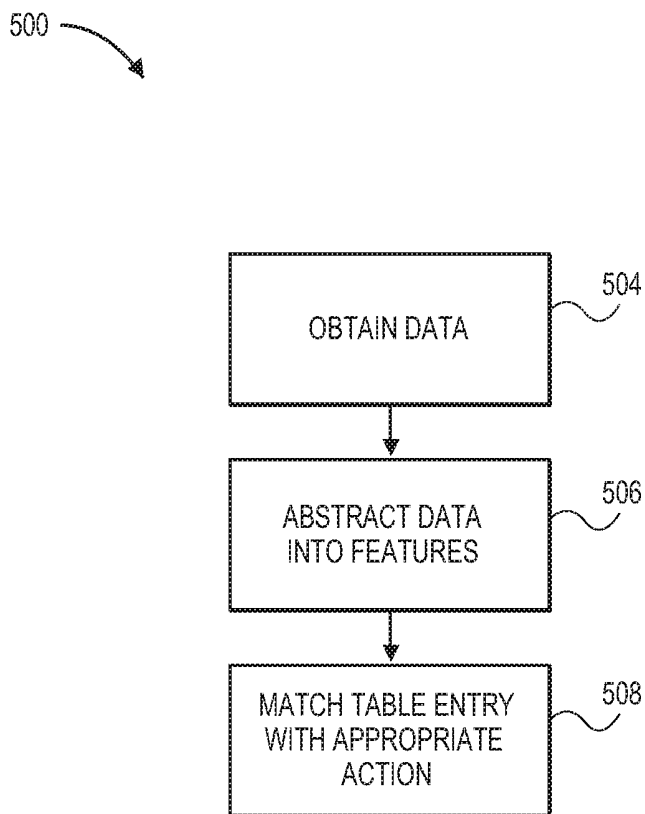 500
504
OBTAIN DATA
506
ABSTRACT DATA
INTO FEATURES
508
MATCH TABLE ENTRY
WITH APPROPRIATE
ACTION